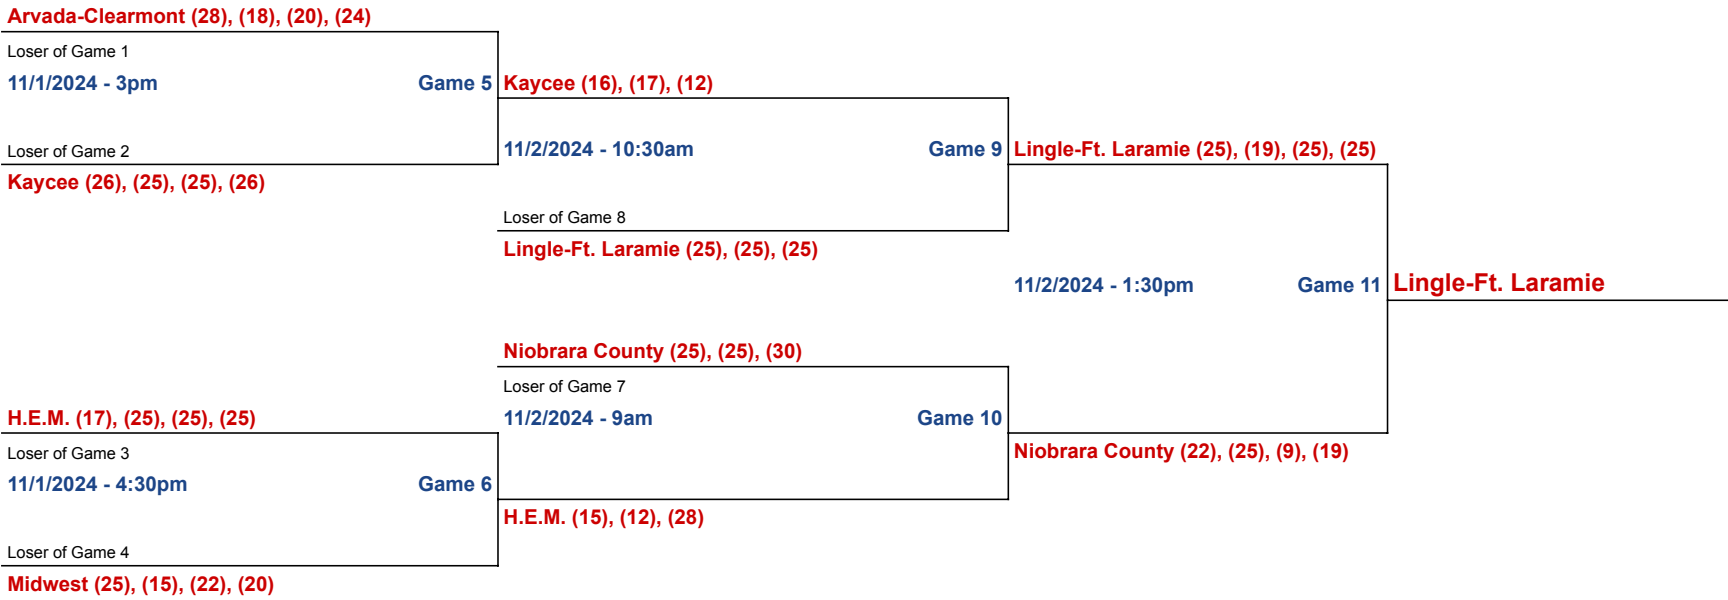 Arvada-Clearmont (28), (18), (20), (24)
Loser of Game 1
11/1/2024 - 3pm Game 5
Loser of Game 2
Kaycee (26), (25), (25), (26)
Kaycee (16), (17), (12)
11/2/2024 - 10:30am Game 9
Loser of Game 8
Lingle-Ft. Laramie (25), (25), (25)
Lingle-Ft. Laramie (25), (19), (25), (25)
11/2/2024 - 1:30pm Game 11
Lingle-Ft. Laramie
Niobrara County (25), (25), (30)
Loser of Game 7
11/2/2024 - 9am Game 10
Niobrara County (22), (25), (9), (19)
H.E.M. (17), (25), (25), (25)
Loser of Game 3
11/1/2024 - 4:30pm Game 6
H.E.M. (15), (12), (28)
Loser of Game 4
Midwest (25), (15), (22), (20)